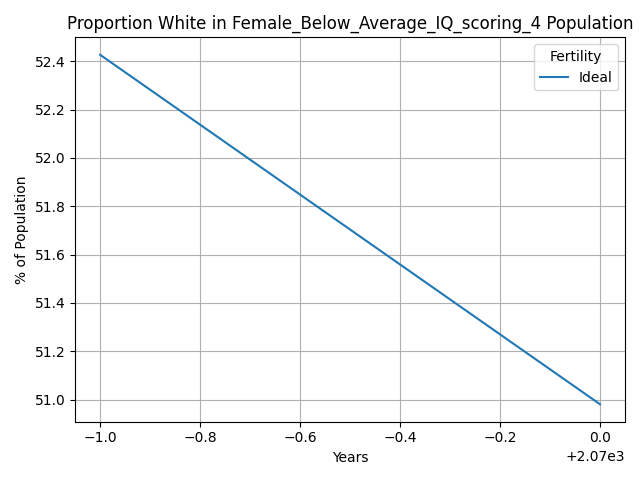 Proportion White in Female_Below_Average_IQ_scoring_4 Population
Fertility
Ideal
52.4
52.2
52.0
51.8
51.6
51.4
51.2
51.0
% of Population
−1.0 −0.8 −0.6 −0.4 −0.2 0.0
Years
+2.07e3